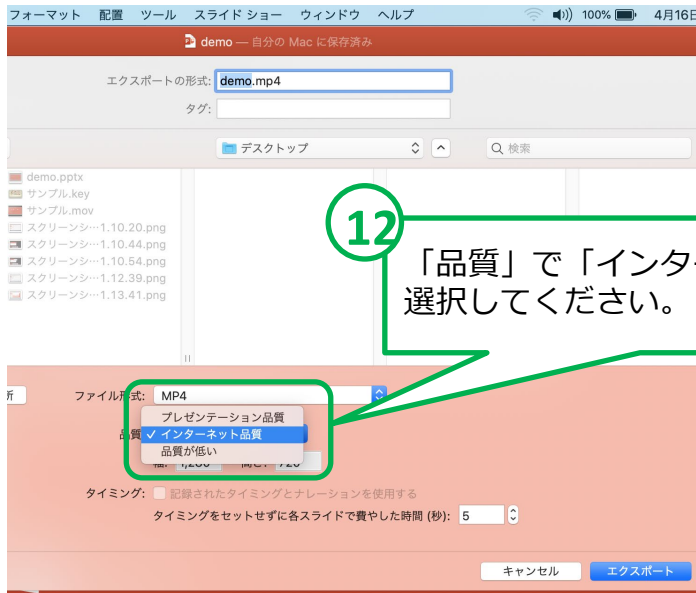 フォーマット 配置 ツール スライド ショー ウィンドウ ヘルプ 100% 4月16日
demo — 自分の Mac に保存済み
エクスポートの形式: demo.mp4
タグ:
デスクトップ 検索
demo.pptx
サンプル.key
サンプル.mov
スクリーンシ…1.10.20.png
スクリーンシ…1.10.44.png
スクリーンシ…1.10.54.png
スクリーンシ…1.12.39.png
スクリーンシ…1.13.41.png
12
「品質」で「インター
選択してください。
所 ファイル形式: MP4
プレゼンテーション品質
品質 ✓ インターネット品質
品質が低い
幅: 1,280 高さ: 720
タイミング: 記録されたタイミングとナレーションを使用する
タイミングをセットせずに各スライドで費やした時間 (秒): 5
キャンセル エクスポート